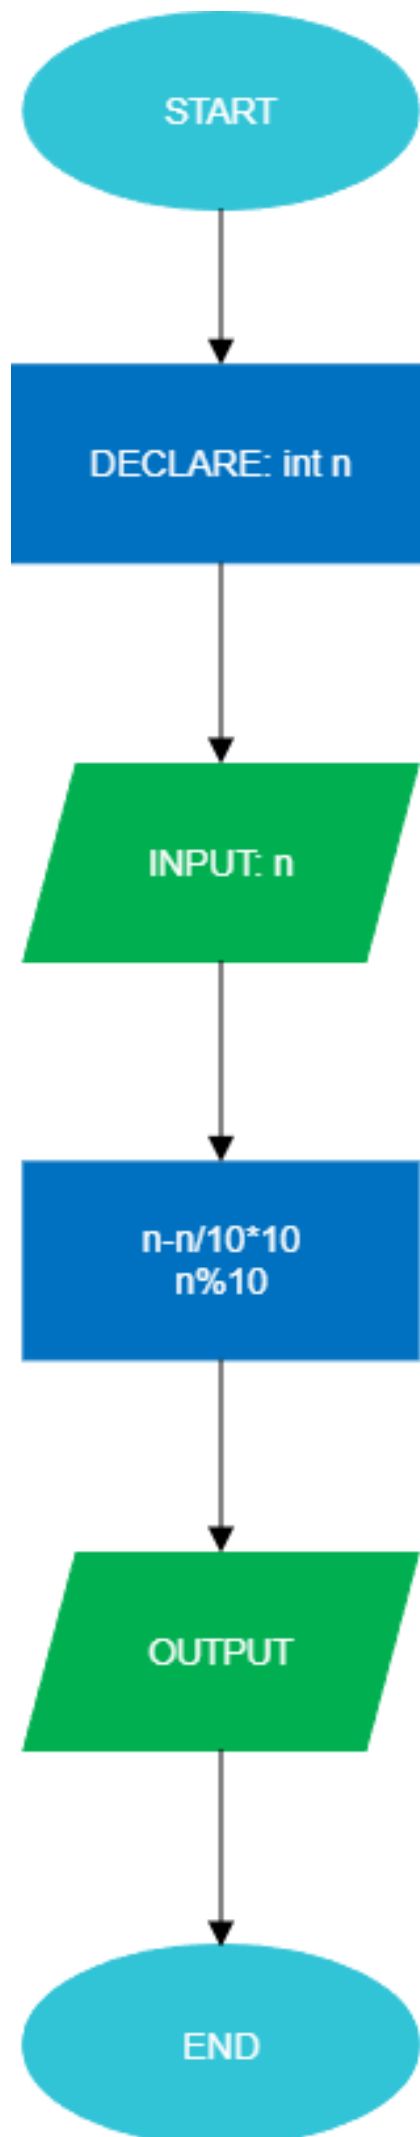 START
DECLARE: int n
INPUT: n
n-n/10*10
n%10
OUTPUT
END